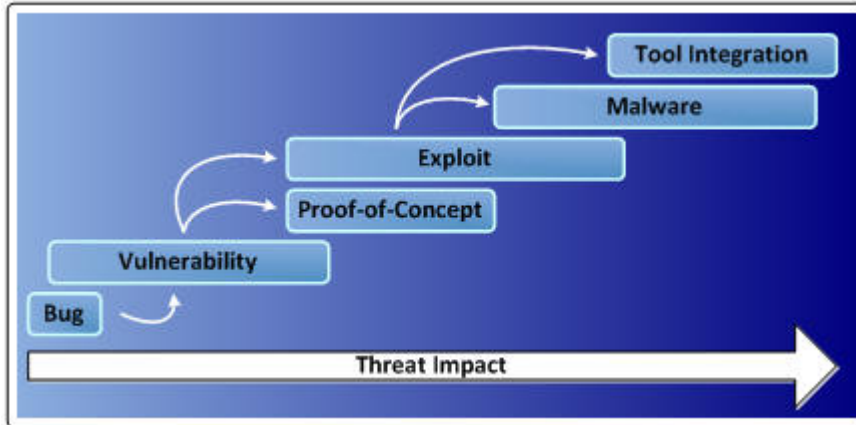 Tool Integration
Malware
Exploit
Proof-of-Concept
Vulnerability
Bug
Threat Impact